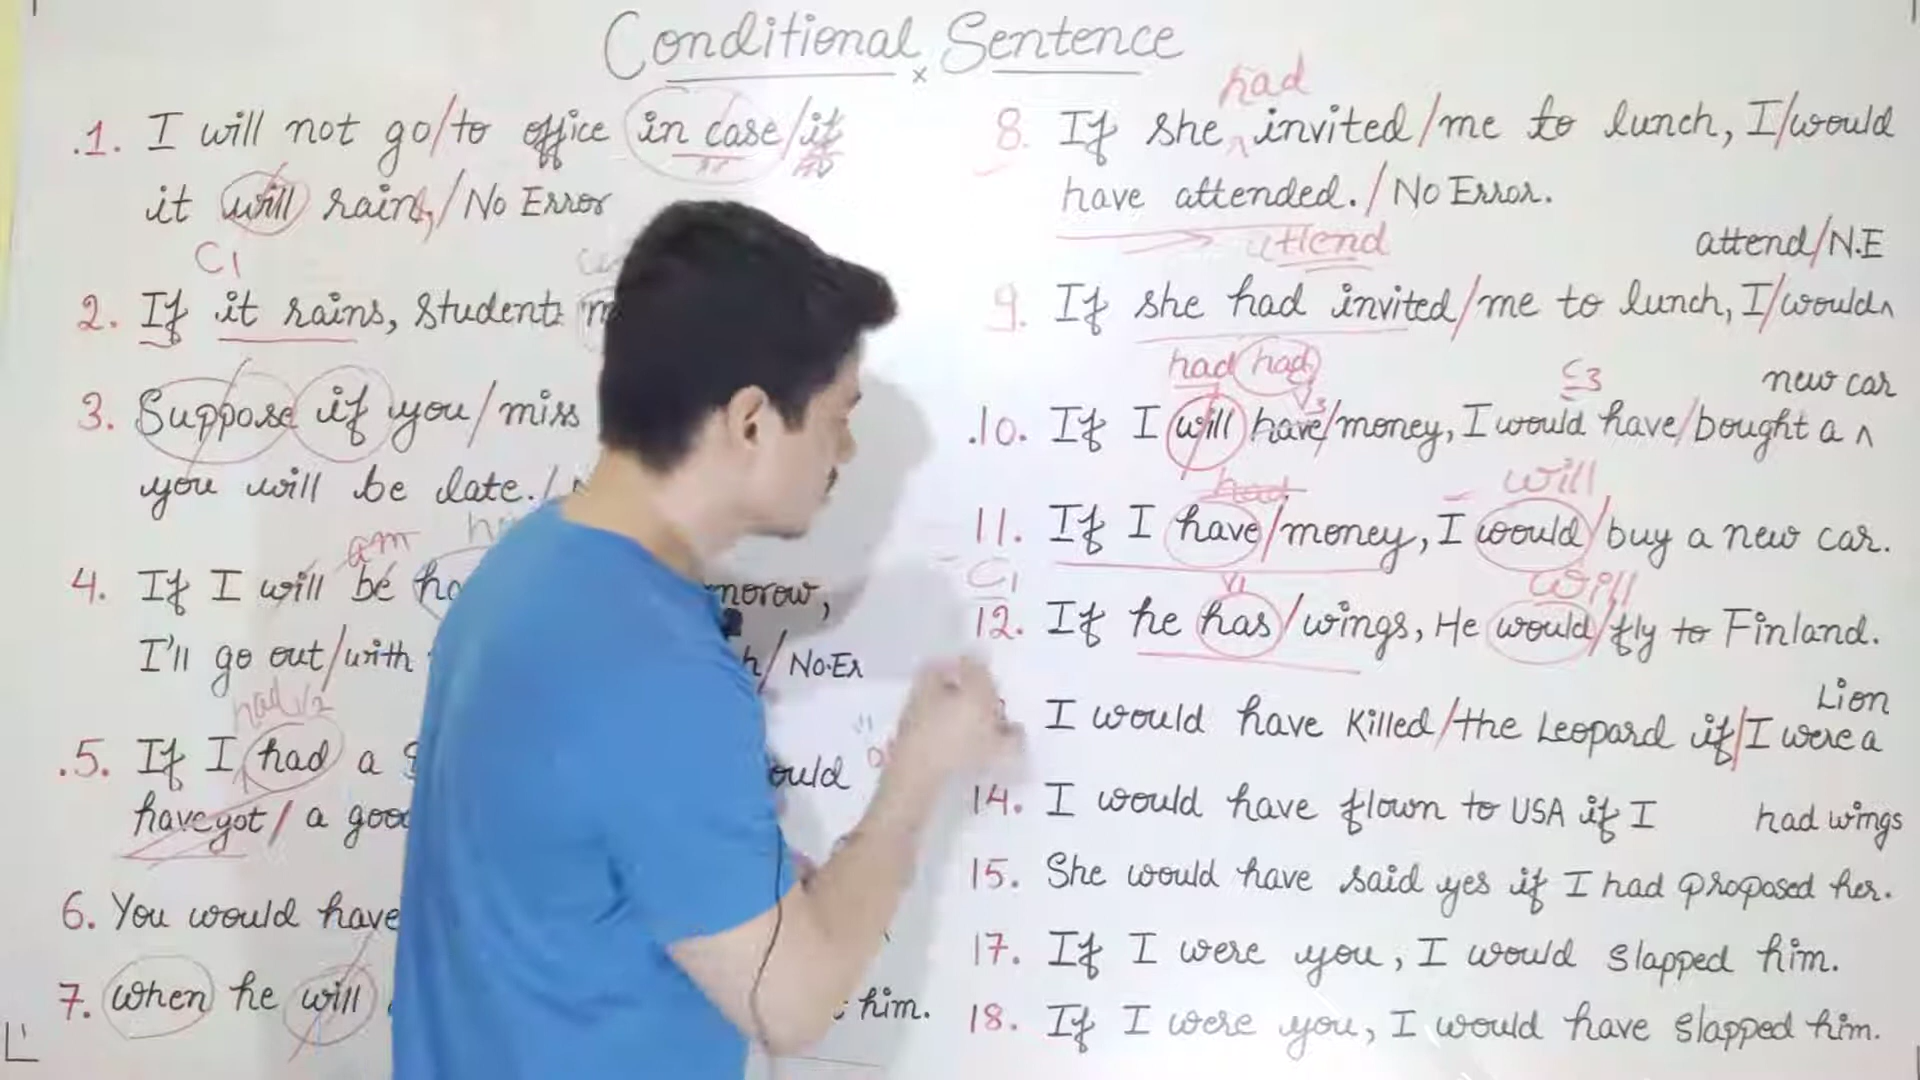 Conditional Sentence
1. I will not go/to office in case/it
it will rain,/No Error
C1
2. If it rains, Students
3. Suppose if you/miss
you will be late./
am
4. If I will be
morow,
I'll go out/with
/No.Er
had V2
5. If I had a
ould
have got/a good
6. You would have
7. when he will
him.
had
8. If she invited/me to lunch, I/would
have attended./No Error.
attend
attend/N.E
9. If she had invited/me to lunch, I/would
had had
V3
C3
new car
10. If I will have/money, I would have/bought a
had
will
11. If I have/money, I would/buy a new car.
C1
V1
will
12. If he has/wings, He would/fly to Finland.
Lion
I would have Killed/the Leopard if/I were a
14. I would have flown to USA if I had wings
15. She would have said yes if I had proposed her.
17. If I were you, I would slapped him.
18. If I were you, I would have slapped him.